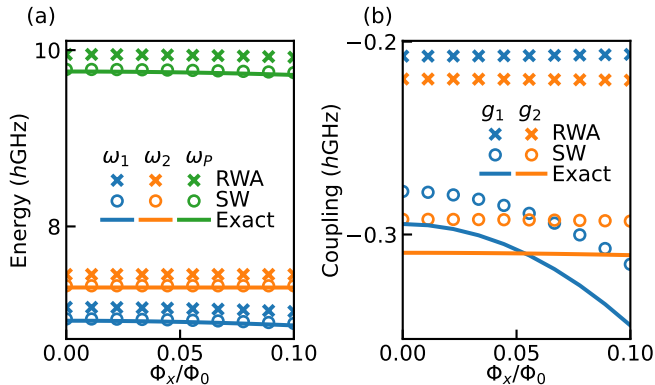 (a)
10
8
Energy (hGHz)
ω1 ω2 ωP
RWA
SW
Exact
0.00 0.05 0.10
Φx/Φ0
(b)
−0.2
−0.3
Coupling (hGHz)
g1 g2
RWA
SW
Exact
0.00 0.05 0.10
Φx/Φ0